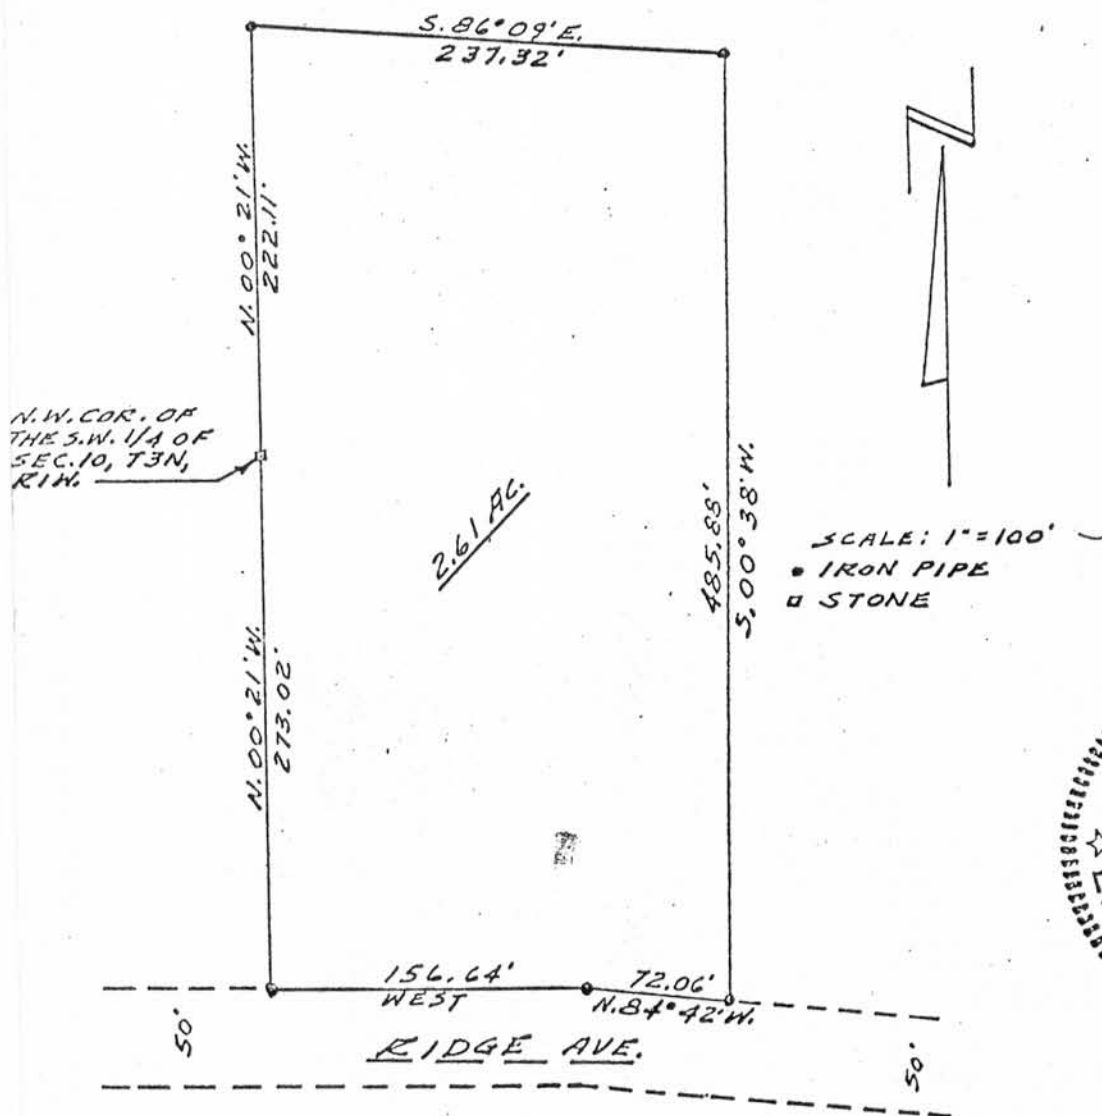 S. 86° 09' E.
237.32'
N. 00° 21' W.
222.11'
N.W. COR. OF
THE S.W. 1/4 OF
SEC. 10, T3N,
R1W.
2.61 AC.
485.88'
S. 00° 38' W.
SCALE: 1"=100'
IRON PIPE
STONE
N. 00° 21' W.
273.02'
156.64'
WEST
72.06'
N. 84° 42' W.
50'
RIDGE AVE.
50'